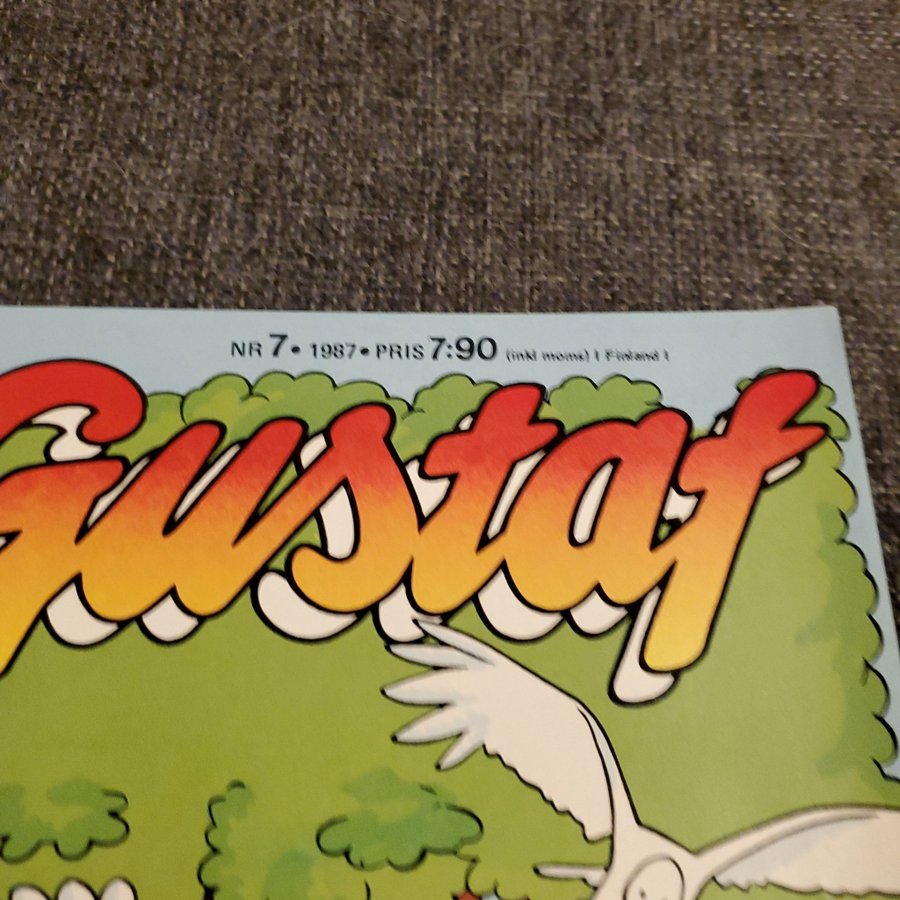 NR 7 • 1987 • PRIS 7:90 (inkl moms) I Finland
Gustaf